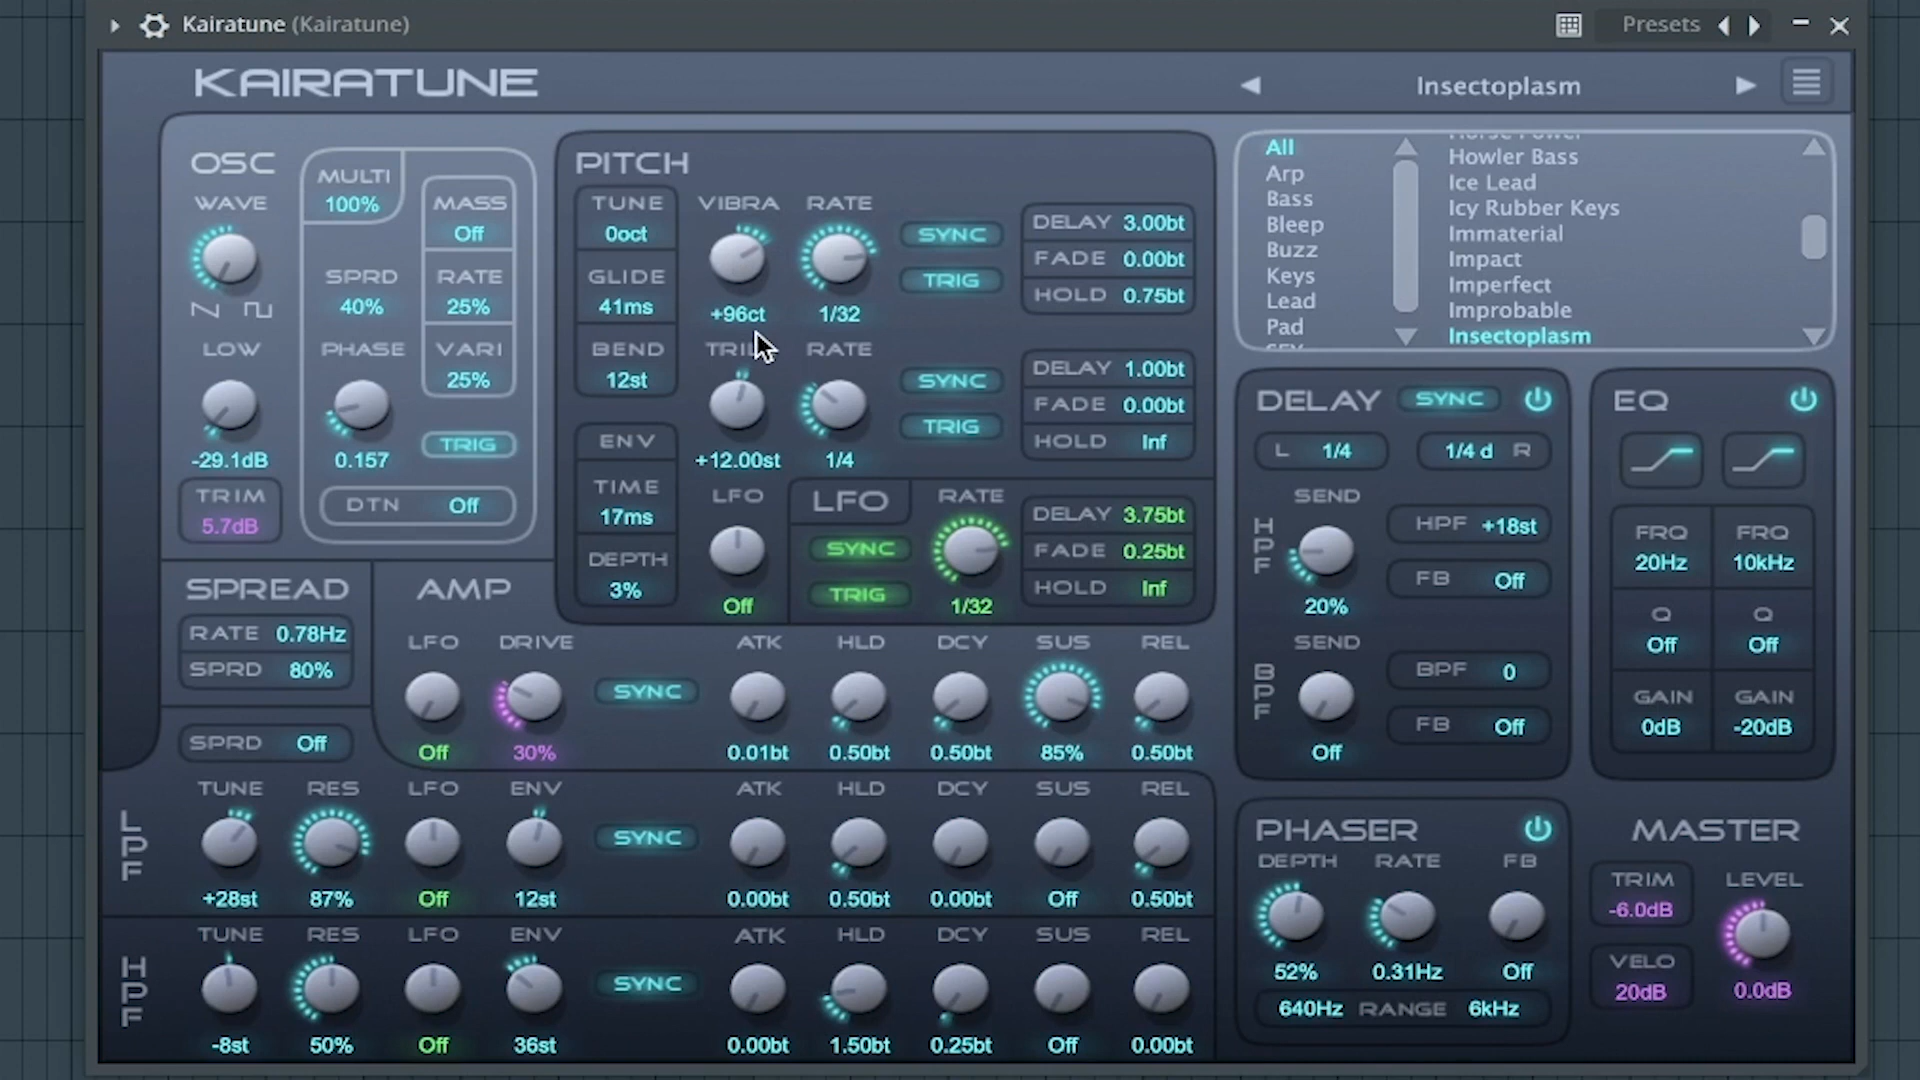 Kairatune (Kairatune)
Presets
KAIRATUNE
Insectoplasm
OSC
WAVE
LOW
-29.1dB
TRIM
5.7dB
MULTI
100%
SPRD
40%
PHASE
0.157
MASS
Off
RATE
25%
VARI
25%
TRIG
DTN Off
PITCH
TUNE
0oct
GLIDE
41ms
BEND
12st
ENV
TIME
17ms
DEPTH
3%
VIBRA RATE
+96ct 1/32
SYNC
TRIG
DELAY 3.00bt
FADE 0.00bt
HOLD 0.75bt
RATE
+12.00st 1/4
SYNC
TRIG
DELAY 1.00bt
FADE 0.00bt
HOLD Inf
LFO
Off
LFO
SYNC
TRIG
RATE
1/32
DELAY 3.75bt
FADE 0.25bt
HOLD Inf
All
Arp
Bass
Bleep
Buzz
Keys
Lead
Pad
Howler Bass
Ice Lead
Icy Rubber Keys
Immaterial
Impact
Imperfect
Improbable
Insectoplasm
SPREAD
RATE 0.78Hz
SPRD 80%
SPRD Off
AMP
LFO DRIVE ATK HLD DCY SUS REL
SYNC
Off 30% 0.01bt 0.50bt 0.50bt 85% 0.50bt
LPF
TUNE RES LFO ENV ATK HLD DCY SUS REL
SYNC
+28st 87% Off 12st 0.00bt 0.50bt 0.00bt Off 0.50bt
HPF
TUNE RES LFO ENV ATK HLD DCY SUS REL
SYNC
-8st 50% Off 36st 0.00bt 1.50bt 0.25bt Off 0.00bt
DELAY SYNC
L 1/4 1/4 d R
HPF
SEND
20%
HPF +18st
FB Off
BPF
SEND
Off
BPF 0
FB Off
EQ
FRQ FRQ
20Hz 10kHz
Q Q
Off Off
GAIN GAIN
0dB -20dB
PHASER
DEPTH RATE FB
52% 0.31Hz Off
640Hz RANGE 6kHz
MASTER
TRIM
-6.0dB
VELO
20dB
LEVEL
0.0dB